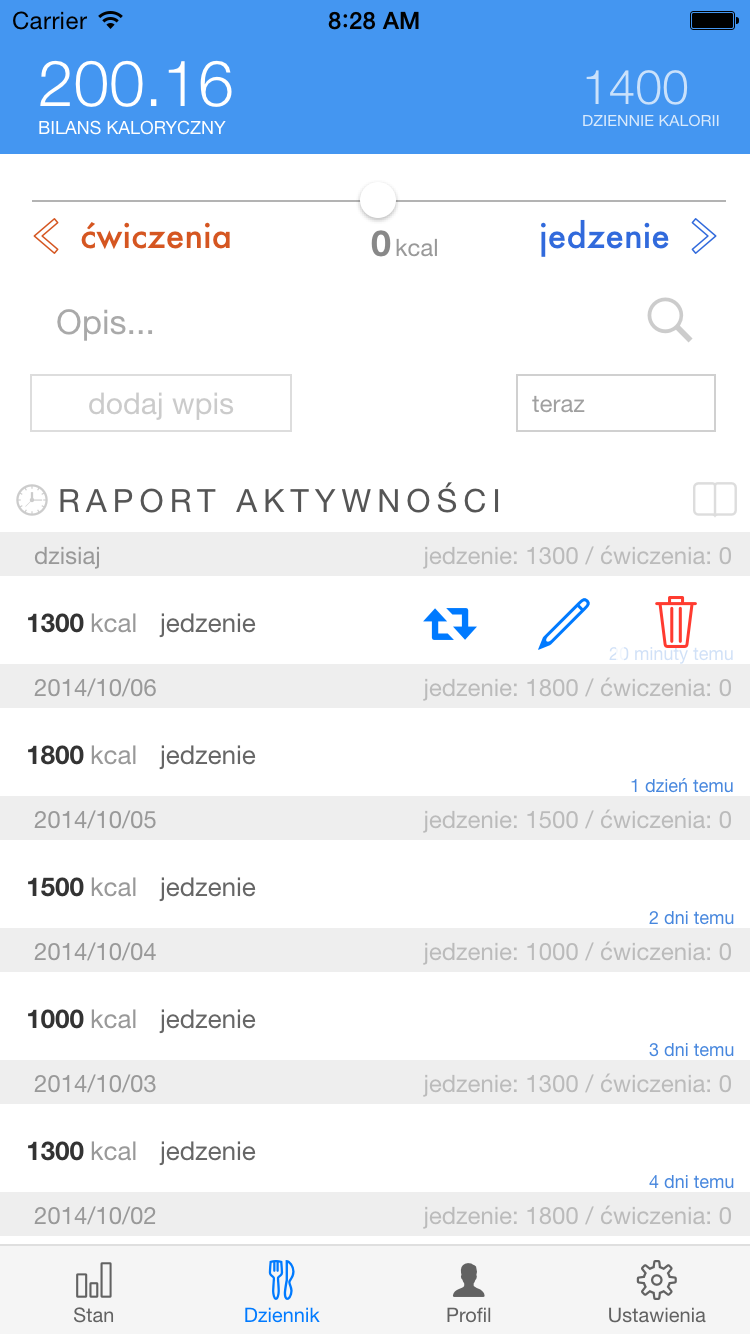 Carrier 8:28 AM
200.16 1400
BILANS KALORYCZNY DZIENNIE KALORII
ćwiczenia 0 kcal jedzenie
Opis...
dodaj wpis teraz
RAPORT AKTYWNOŚCI
dzisiaj jedzenie: 1300 / ćwiczenia: 0
1300 kcal jedzenie
minuty temu
2014/10/06 jedzenie: 1800 / ćwiczenia: 0
1800 kcal jedzenie
1 dzień temu
2014/10/05 jedzenie: 1500 / ćwiczenia: 0
1500 kcal jedzenie
2 dni temu
2014/10/04 jedzenie: 1000 / ćwiczenia: 0
1000 kcal jedzenie
3 dni temu
2014/10/03 jedzenie: 1300 / ćwiczenia: 0
1300 kcal jedzenie
4 dni temu
2014/10/02 jedzenie: 1800 / ćwiczenia: 0
Stan Dziennik Profil Ustawienia